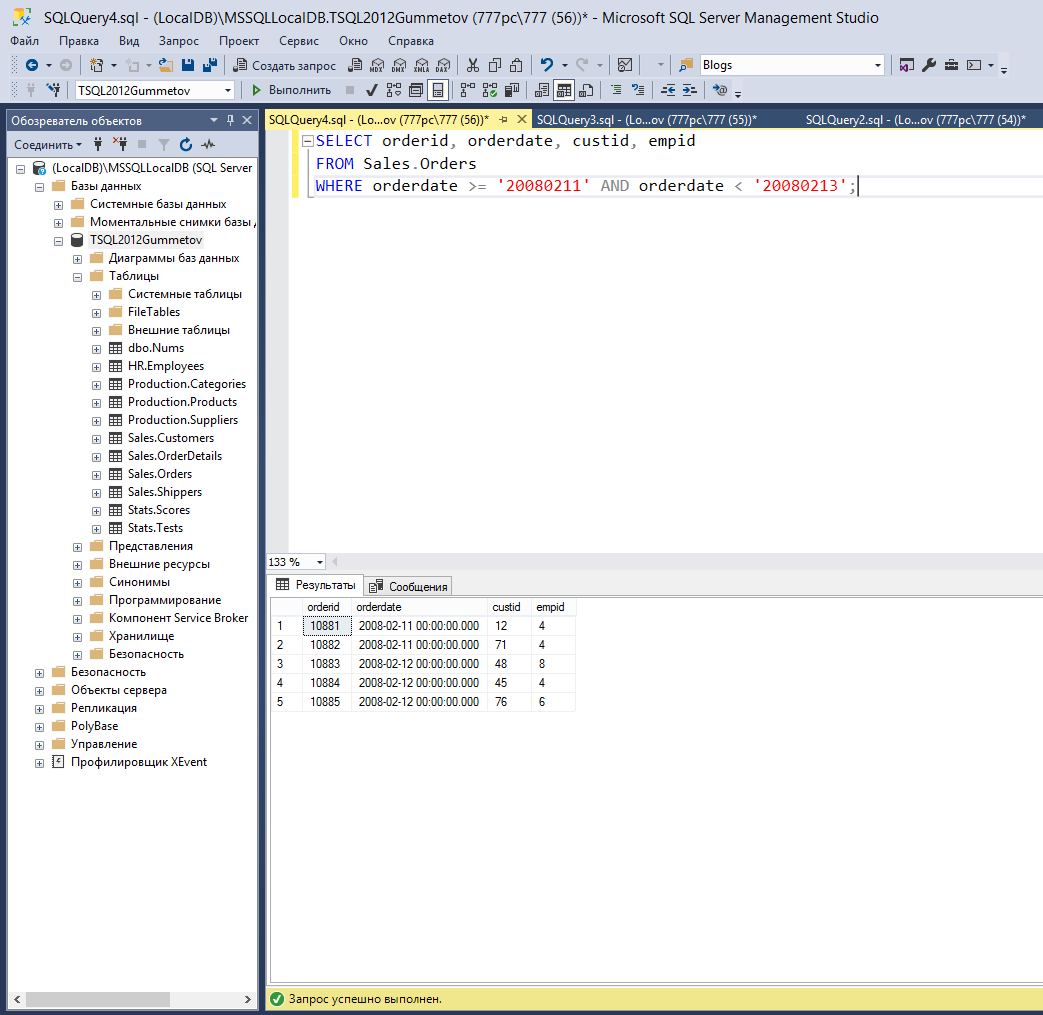 SQLQuery4.sql - (LocalDB)\MSSQLLocalDB.TSQL2012Gummetov (777pc\777 (56))* - Microsoft SQL Server Management Studio
Файл Правка Вид Запрос Проект Сервис Окно Справка
Создать запрос MDX DMX XMLA DAX Blogs
TSQL2012Gummetov Выполнить
Обозреватель объектов
Соединить
(LocalDB)\MSSQLLocalDB (SQL Server
Базы данных
Системные базы данных
Моментальные снимки базы
TSQL2012Gummetov
Диаграммы баз данных
Таблицы
Системные таблицы
FileTables
Внешние таблицы
dbo.Nums
HR.Employees
Production.Categories
Production.Products
Production.Suppliers
Sales.Customers
Sales.OrderDetails
Sales.Orders
Sales.Shippers
Stats.Scores
Stats.Tests
Представления
Внешние ресурсы
Синонимы
Программирование
Компонент Service Broker
Хранилище
Безопасность
Безопасность
Объекты сервера
Репликация
PolyBase
Управление
Профилировщик XEvent
SQLQuery4.sql - (Lo...ov (777pc\777 (56))* SQLQuery3.sql - (Lo...ov (777pc\777 (55))* SQLQuery2.sql - (Lo...ov (777pc\777 (54))*
SELECT orderid, orderdate, custid, empid
FROM Sales.Orders
WHERE orderdate >= '20080211' AND orderdate < '20080213';
133 %
Результаты Сообщения
orderid orderdate custid empid
1 10881 2008-02-11 00:00:00.000 12 4
2 10882 2008-02-11 00:00:00.000 71 4
3 10883 2008-02-12 00:00:00.000 48 8
4 10884 2008-02-12 00:00:00.000 45 4
5 10885 2008-02-12 00:00:00.000 76 6
Запрос успешно выполнен.